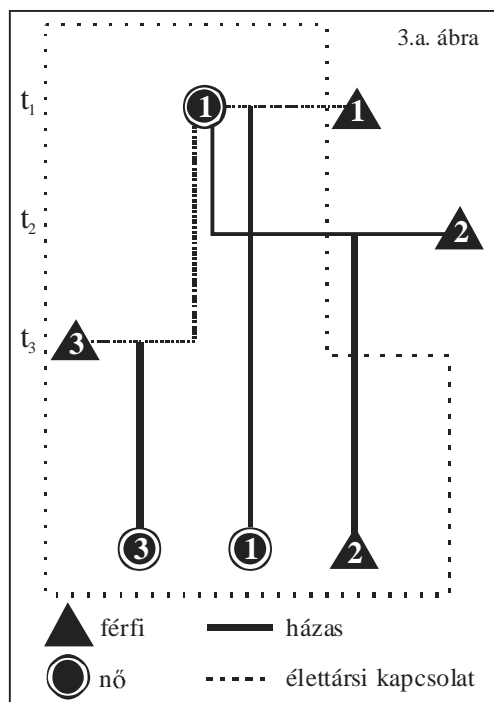 3.a. ábra
t1
1
1
t2
2
t3
3
3
1
2
férfi
házas
nő
élettársi kapcsolat